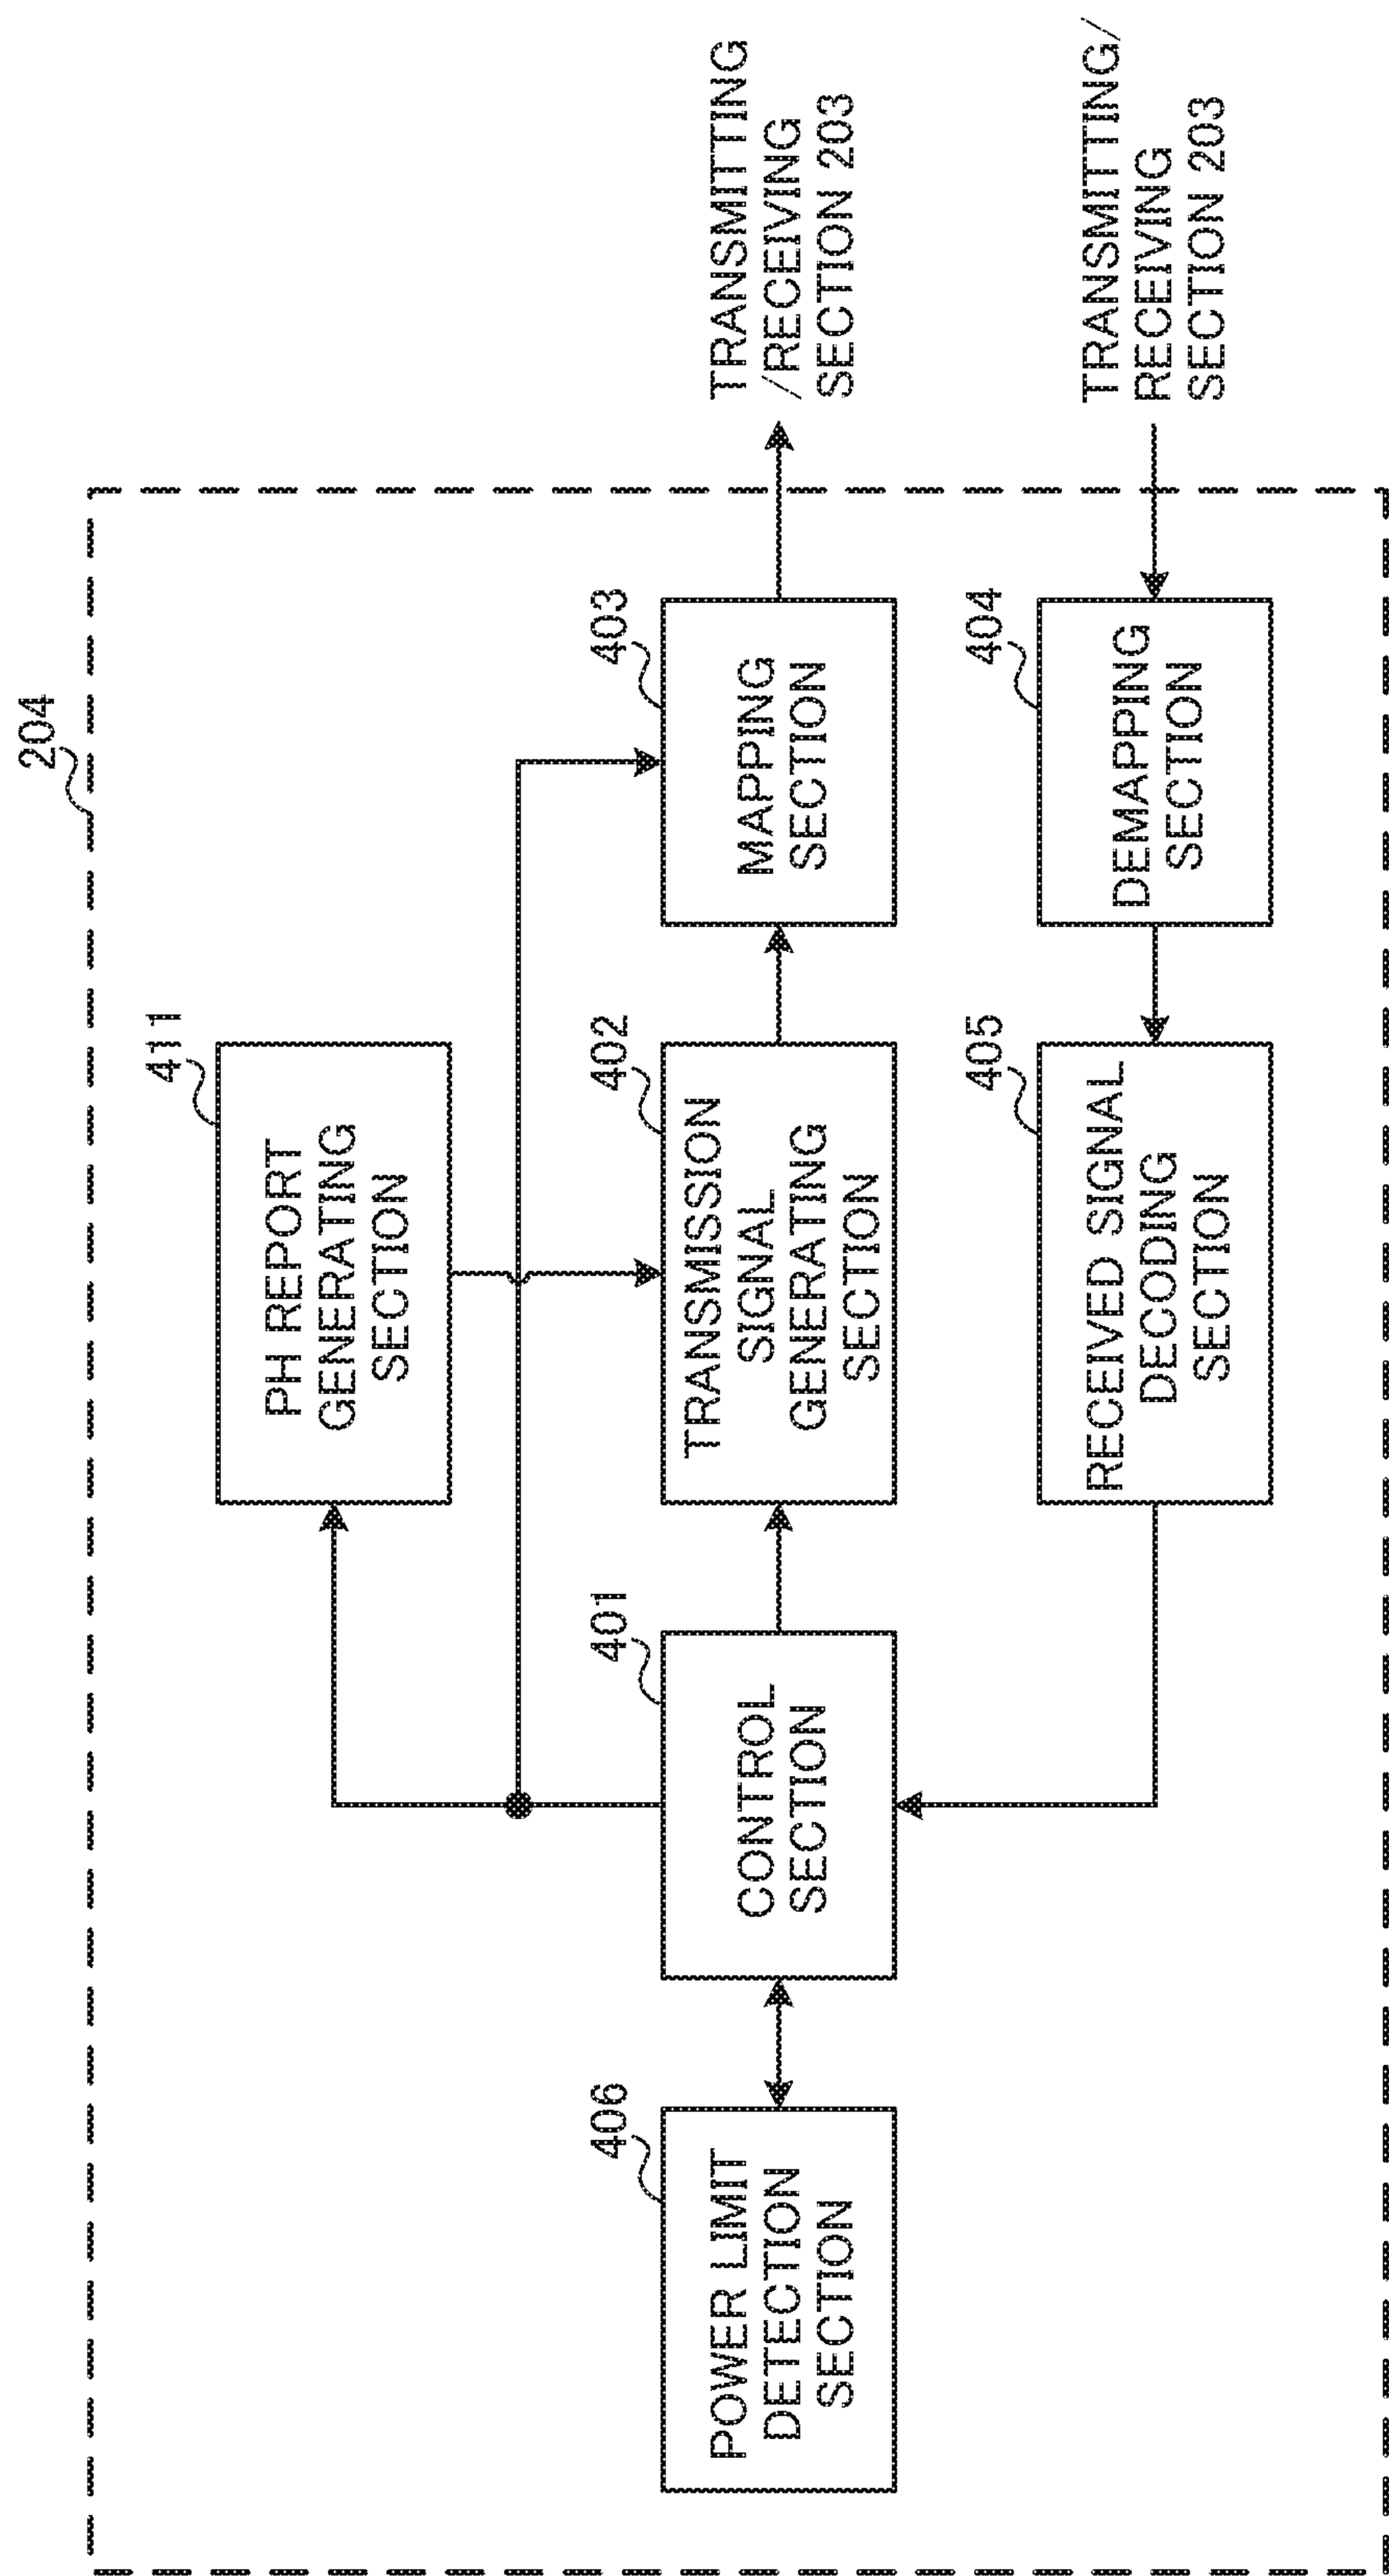 204
411
PH REPORT
GENERATING
SECTION
406
POWER LIMIT
DETECTION
SECTION
401
CONTROL
SECTION
402
TRANSMISSION
SIGNAL
GENERATING
SECTION
403
MAPPING
SECTION
TRANSMITTING
/RECEIVING
SECTION 203
405
RECEIVED SIGNAL
DECODING
SECTION
404
DEMAPPING
SECTION
TRANSMITTING/
RECEIVING
SECTION 203